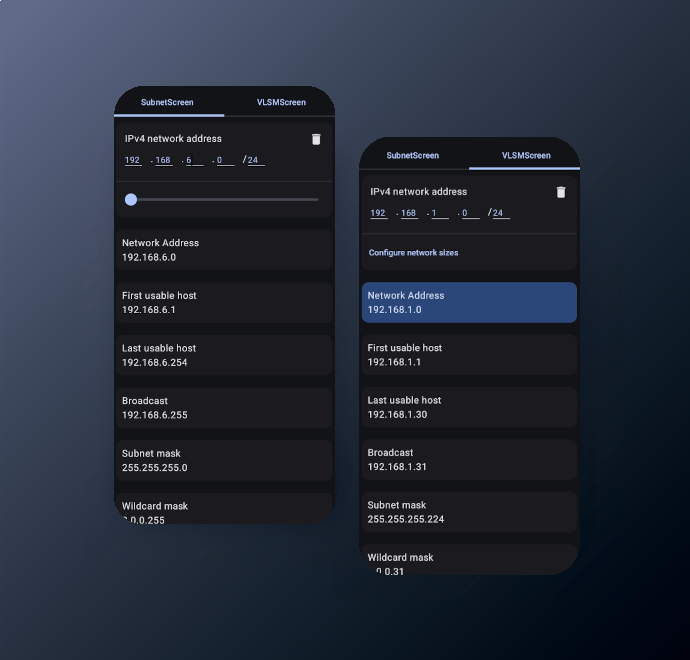 SubnetScreen VLSMScreen
IPv4 network address
192 .168 .6 .0 /24
Network Address
192.168.6.0
First usable host
192.168.6.1
Last usable host
192.168.6.254
Broadcast
192.168.6.255
Subnet mask
255.255.255.0
Wildcard mask
0.0.0.255
SubnetScreen VLSMScreen
IPv4 network address
192 .168 .1 .0 /24
Configure network sizes
Network Address
192.168.1.0
First usable host
192.168.1.1
Last usable host
192.168.1.30
Broadcast
192.168.1.31
Subnet mask
255.255.255.224
Wildcard mask
0.0.0.31